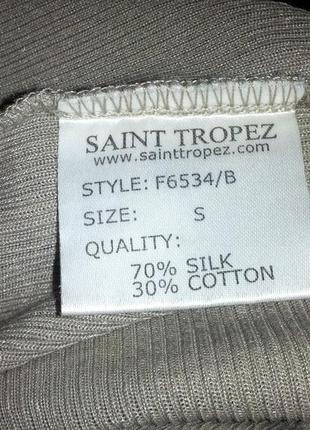 SAINT TROPEZ
www.sainttropez.com
STYLE: F6534/B
SIZE: S
QUALITY:
70% SILK
30% COTTON